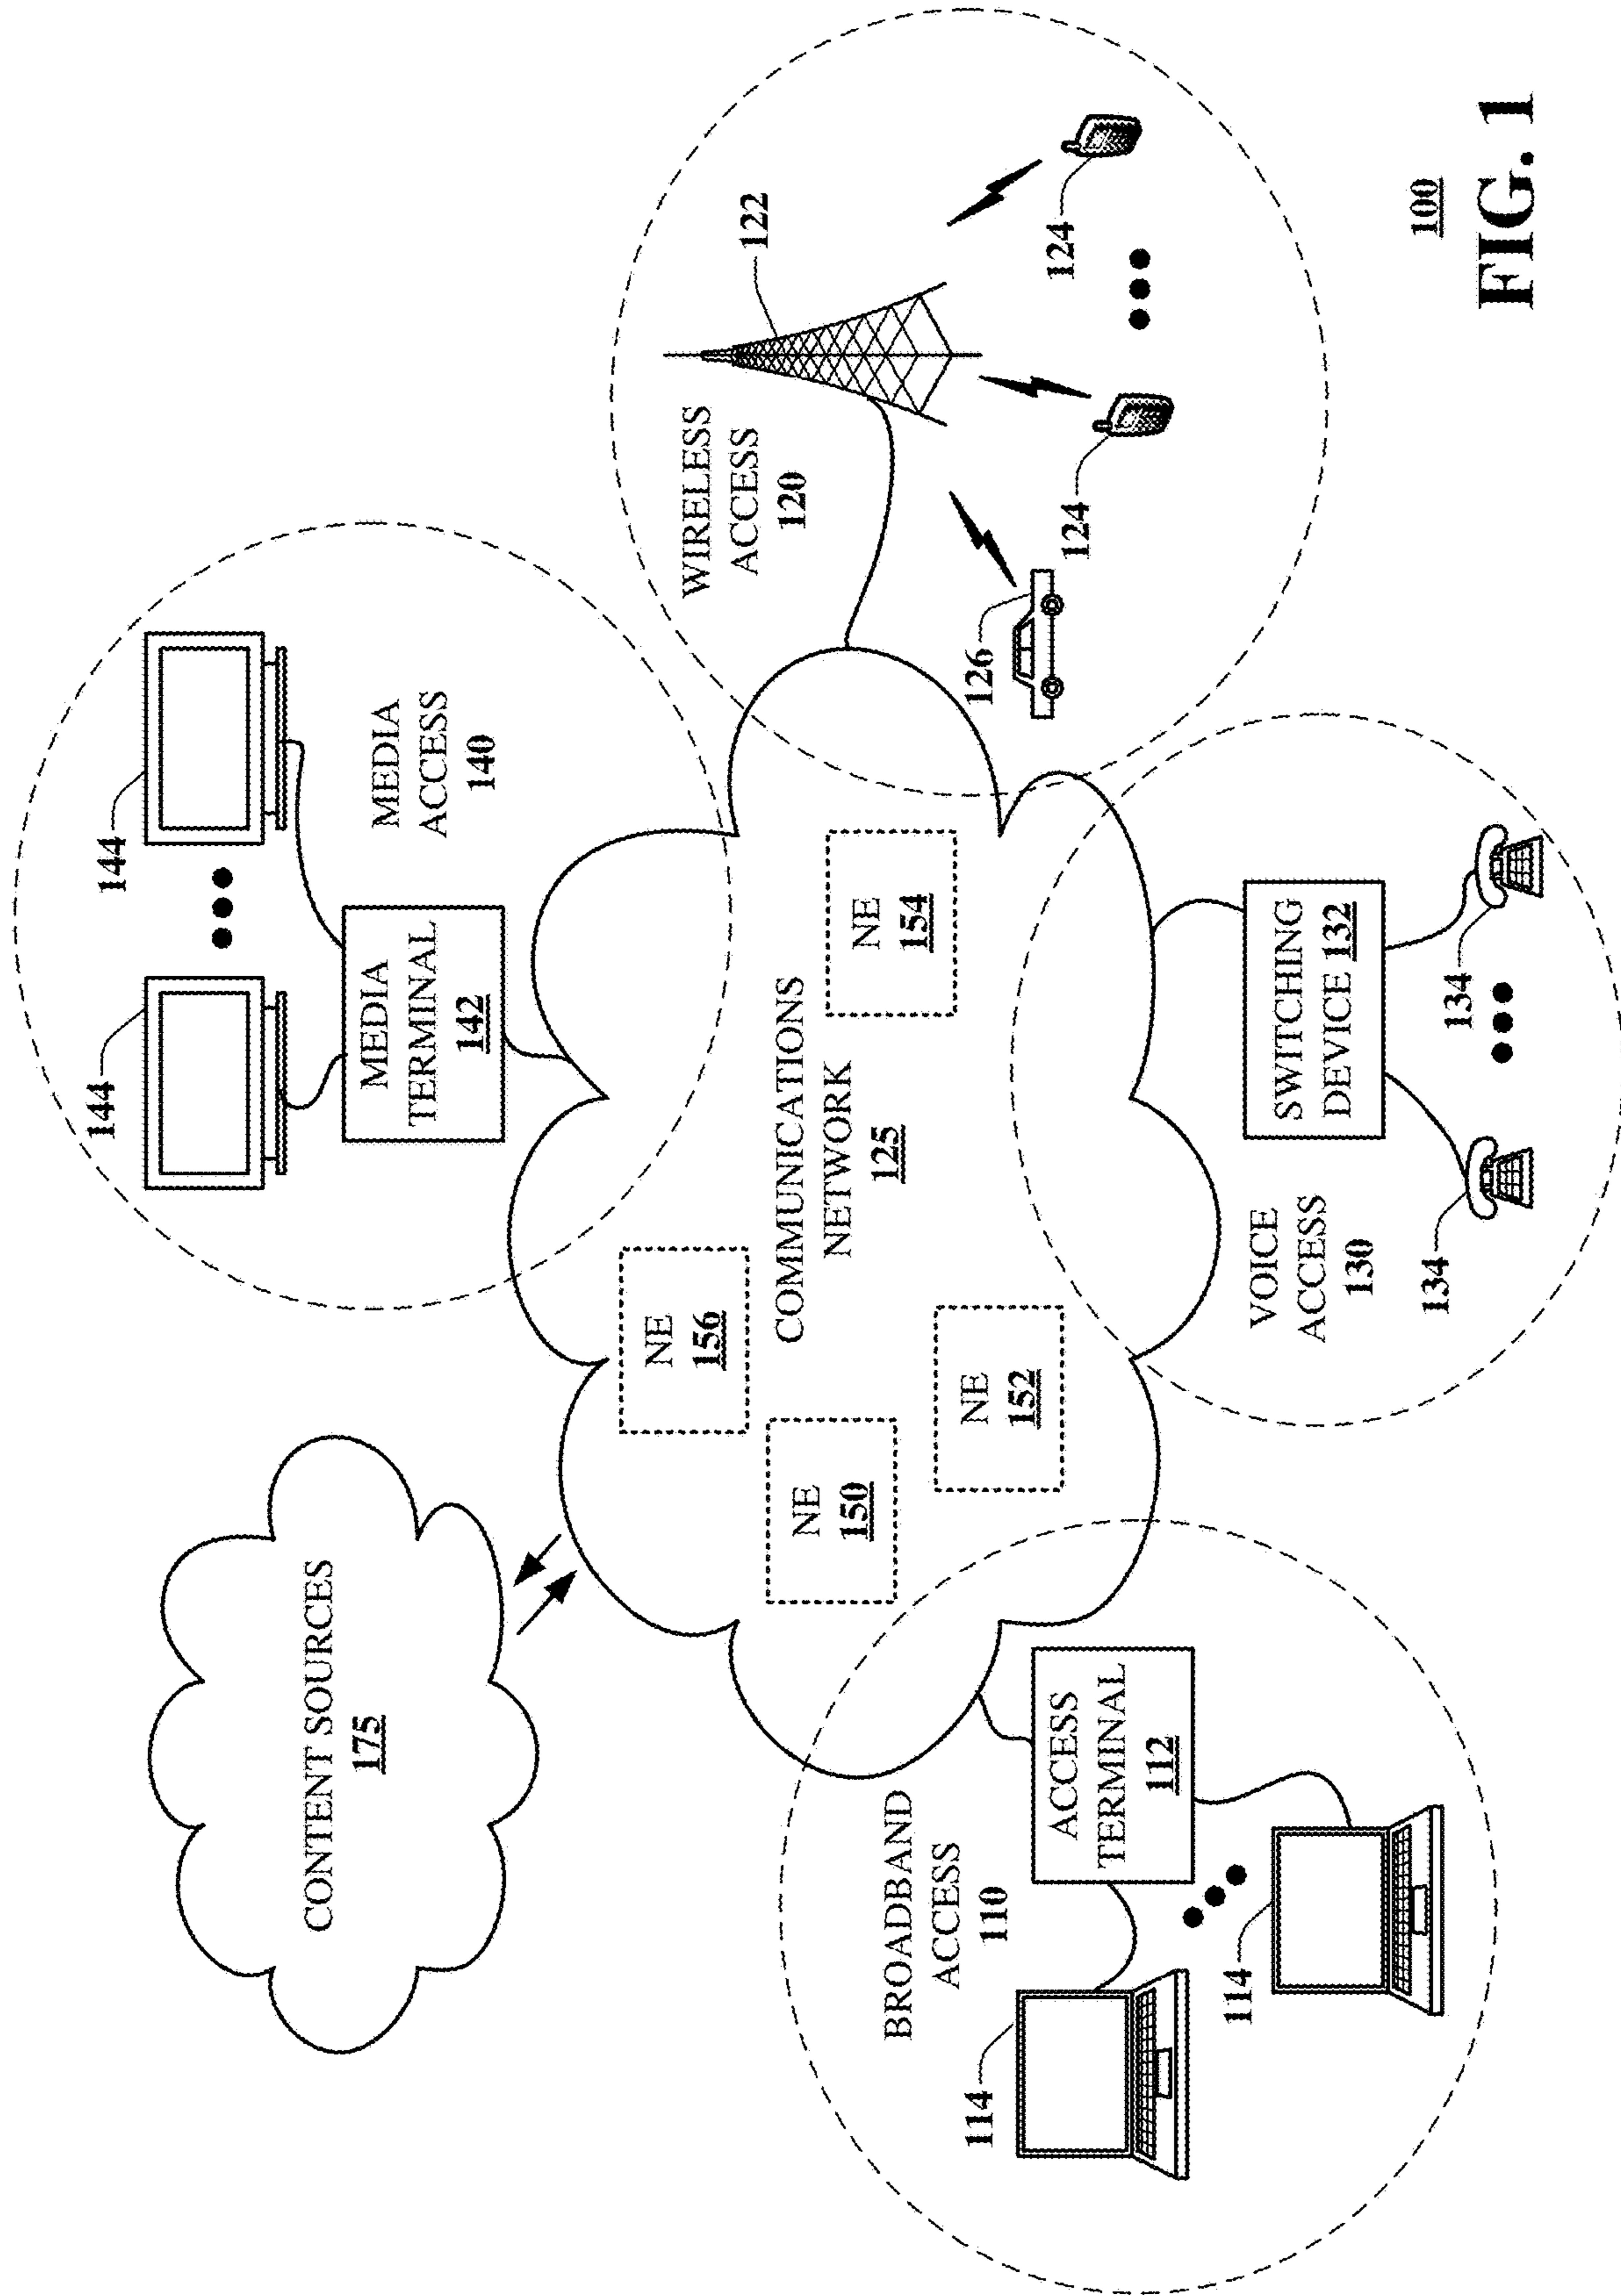 CONTENT SOURCES
175
144
144
MEDIA
TERMINAL
142
MEDIA
ACCESS
140
WIRELESS
ACCESS
120
122
124
124
126
NE
156
NE
150
NE
152
COMMUNICATIONS
NETWORK
125
NE
154
BROADBAND
ACCESS
110
ACCESS
TERMINAL
112
114
114
VOICE
ACCESS
130
SWITCHING
DEVICE 132
134
134
100
FIG. 1